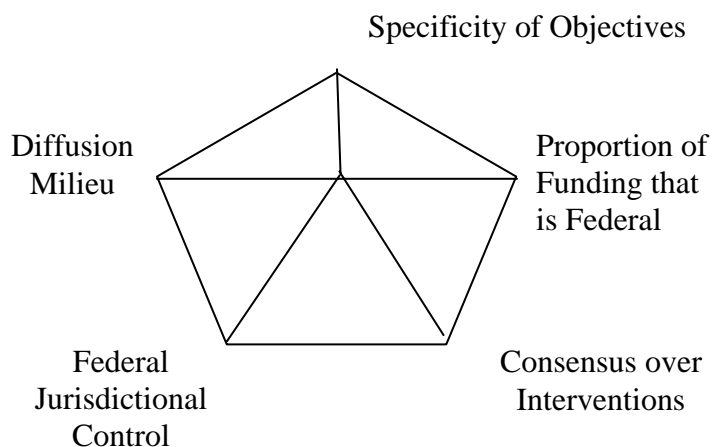 Specificity of Objectives
Diffusion
Milieu
Proportion of
Funding that
is Federal
Federal
Jurisdictional
Control
Consensus over
Interventions